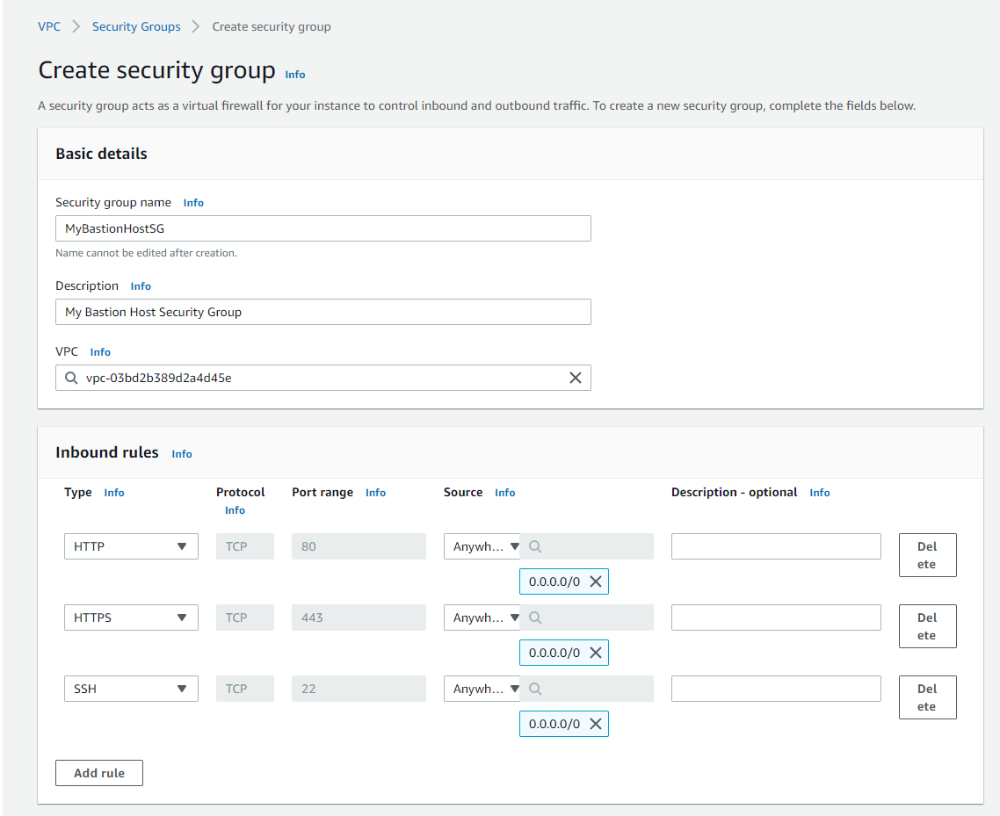 VPC > Security Groups > Create security group
Create security group Info
A security group acts as a virtual firewall for your instance to control inbound and outbound traffic. To create a new security group, complete the fields below.
Basic details
Security group name Info
MyBastionHostSG
Name cannot be edited after creation.
Description Info
My Bastion Host Security Group
VPC Info
vpc-03bd2b389d2a4d45e
Inbound rules Info
Type Info Protocol Port range Info Source Info Description - optional Info
Info
HTTP TCP 80 Anywh... Del
ete
0.0.0.0/0
HTTPS TCP 443 Anywh... Del
ete
0.0.0.0/0
SSH TCP 22 Anywh... Del
ete
0.0.0.0/0
Add rule